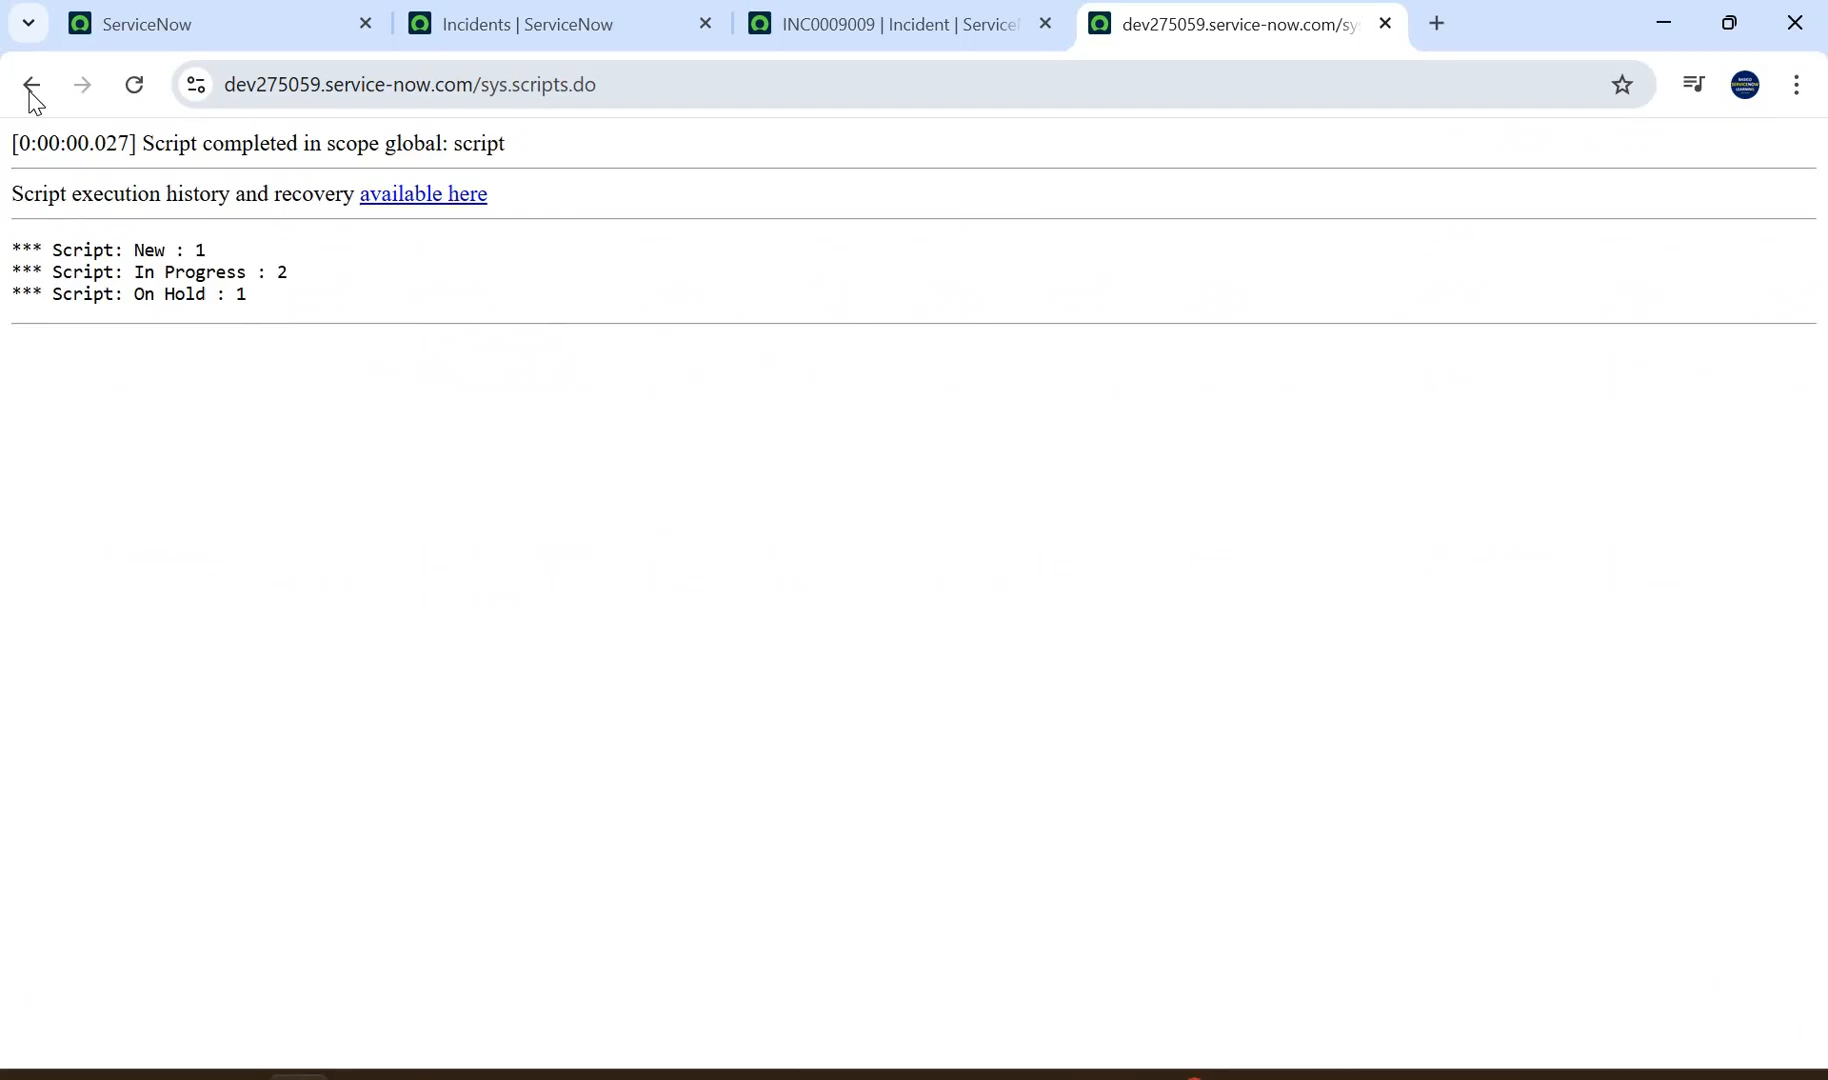 ServiceNow
Incidents | ServiceNow
INC0009009 | Incident | Service
dev275059.service-now.com/sy
dev275059.service-now.com/sys.scripts.do
[0:00:00.027] Script completed in scope global: script
Script execution history and recovery available here
*** Script: New : 1
*** Script: In Progress : 2
*** Script: On Hold : 1